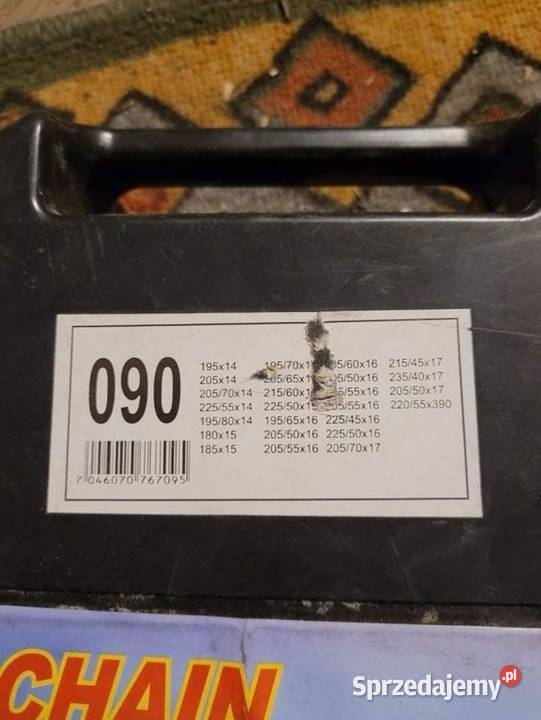 090
195x14 215/45x17
205x14 235/40x17
205/70x14 205/50x17
225/55x14 220/55x390
195/80x14 195/65x16 225/45x16
180x15 205/50x16 225/50x16
185x15 205/55x16 205/70x17
7 046070 767095
CHAIN
Sprzedajemy.pl